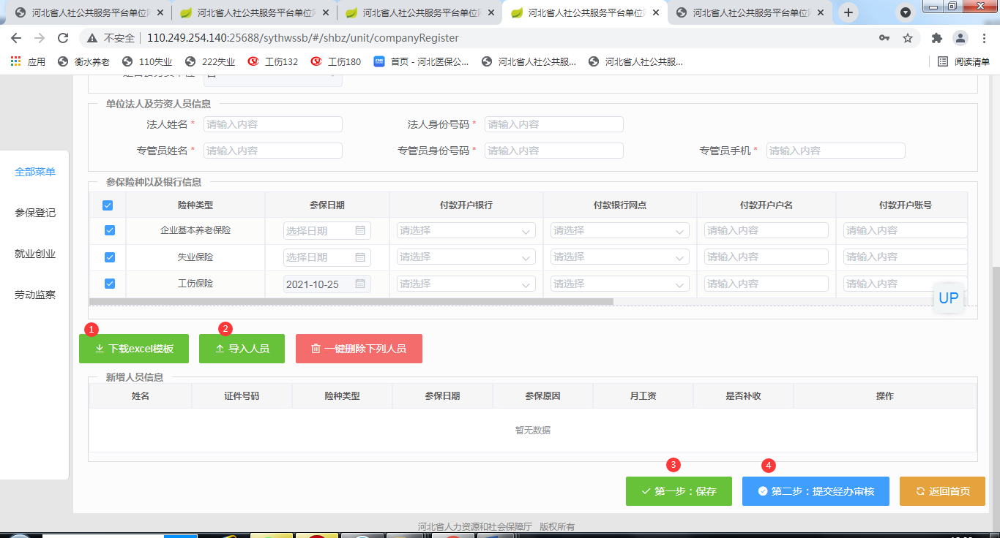 河北省人社公共服务平台单位 河北省人社公共服务平台单位 河北省人社公共服务平台单位 河北省人社公共服务平台单位 河北省人社公共服务平台单位
不安全 110.249.254.140:25688/sythwssb/#/shbz/unit/companyRegister
应用 衡水养老 110失业 222失业 工伤132 工伤180 首页 - 河北医保公... 河北省人社公共服... 河北省人社公共服... 阅读清单
单位法人及劳资人员信息
法人姓名 * 请输入内容 法人身份号码 * 请输入内容
专管员姓名 * 请输入内容 专管员身份号码 * 请输入内容 专管员手机 * 请输入内容
全部菜单
参保登记
就业创业
劳动监察
参保险种以及银行信息
险种类型 参保日期 付款开户银行 付款银行网点 付款开户户名 付款开户账号
企业基本养老保险 选择日期 请选择 请选择 请输入内容 请输入内容
失业保险 选择日期 请选择 请选择 请输入内容 请输入内容
工伤保险 2021-10-25 请选择 请选择 请输入内容 请输入内容
UP
1 2
下载excel模板 导入人员 一键删除下列人员
新增人员信息
姓名 证件号码 险种类型 参保日期 参保原因 月工资 是否补收 操作
暂无数据
3 4
第一步：保存 第二步：提交经办审核 返回首页
河北省人力资源和社会保障厅 版权所有